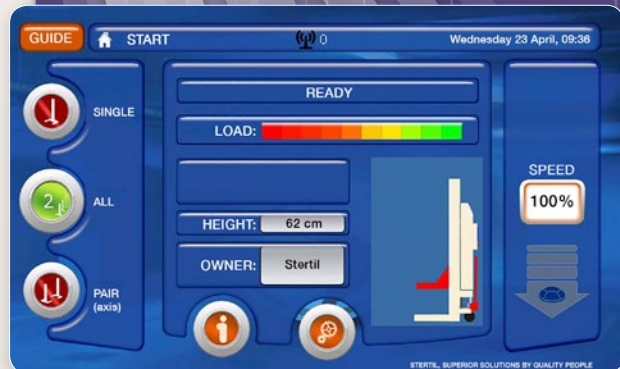 GUIDE
START
0
Wednesday 23 April, 09:36
SINGLE
2
ALL
PAIR
(axis)
READY
LOAD:
HEIGHT: 62 cm
OWNER: Stertil
i
SPEED
100%
STERTIL, SUPERIOR SOLUTIONS BY QUALITY PEOPLE